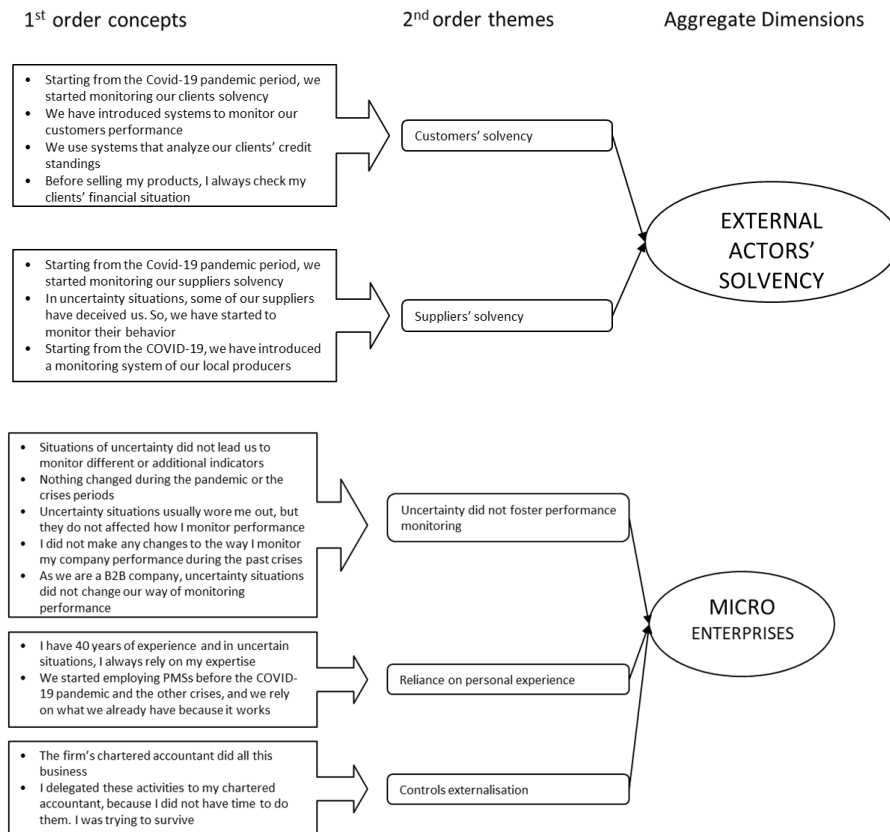 1st order concepts
2nd order themes
Aggregate Dimensions
• Starting from the Covid-19 pandemic period, we
started monitoring our clients solvency
• We have introduced systems to monitor our
customers performance
• We use systems that analyze our clients' credit
standings
• Before selling my products, I always check my
clients' financial situation
Customers' solvency
EXTERNAL
ACTORS'
SOLVENCY
• Starting from the Covid-19 pandemic period, we
started monitoring our suppliers solvency
• In uncertainty situations, some of our suppliers
have deceived us. So, we have started to
monitor their behavior
• Starting from the COVID-19, we have introduced
a monitoring system of our local producers
Suppliers' solvency
• Situations of uncertainty did not lead us to
monitor different or additional indicators
• Nothing changed during the pandemic or the
crises periods
• Uncertainty situations usually wore me out, but
they do not affected how I monitor performance
• I did not make any changes to the way I monitor
my company performance during the past crises
• As we are a B2B company, uncertainty situations
did not change our way of monitoring
performance
Uncertainty did not foster performance
monitoring
MICRO
ENTERPRISES
• I have 40 years of experience and in uncertain
situations, I always rely on my expertise
• We started employing PMSs before the COVID-
19 pandemic and the other crises, and we rely
on what we already have because it works
Reliance on personal experience
• The firm's chartered accountant did all this
business
• I delegated these activities to my chartered
accountant, because I did not have time to do
them. I was trying to survive
Controls externalisation